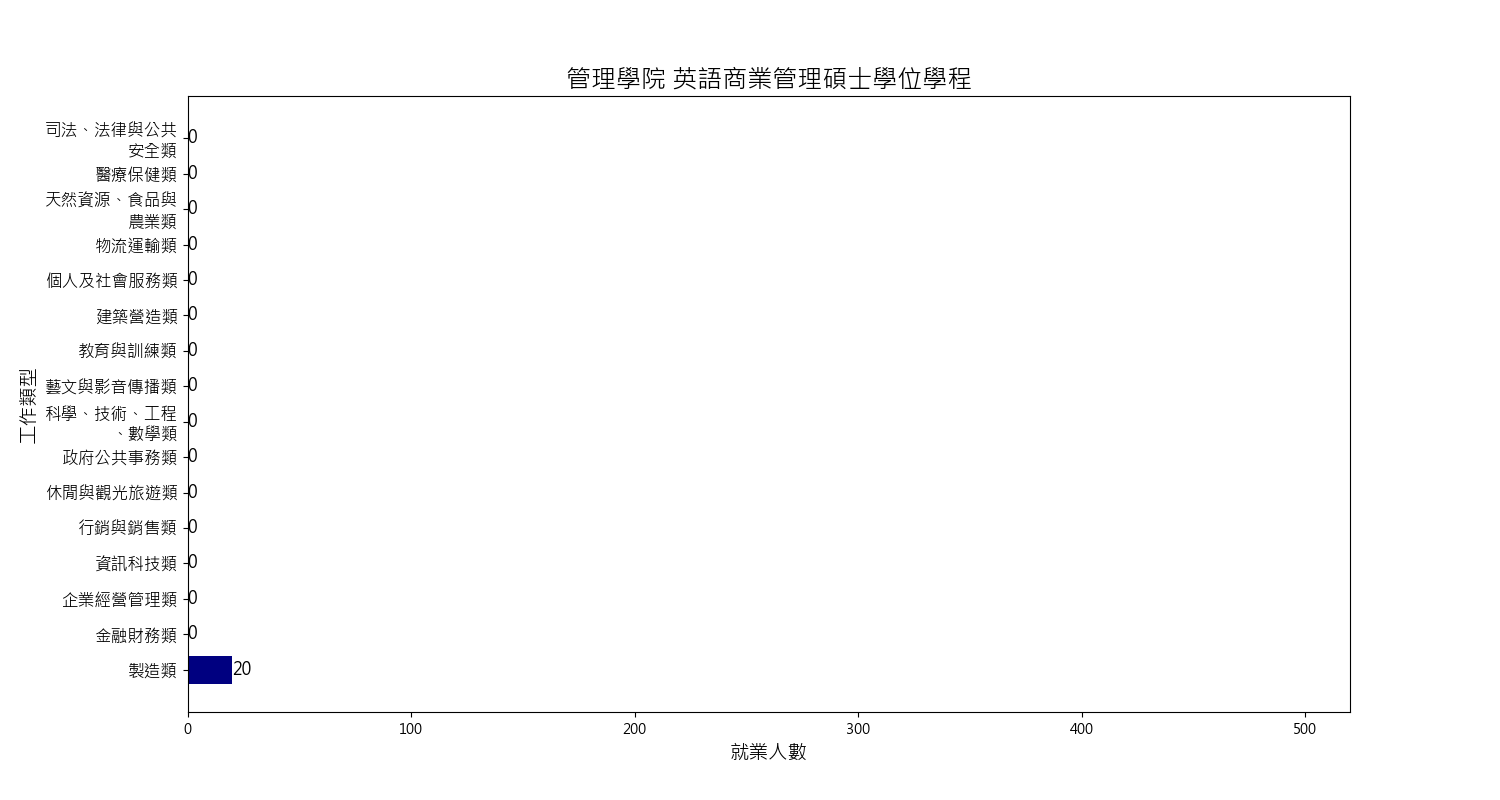 管理學院 英語商業管理碩士學位學程
工作類型
司法、法律與公共
安全類
0
醫療保健類
0
天然資源、食品與
農業類
0
物流運輸類
0
個人及社會服務類
0
建築營造類
0
教育與訓練類
0
藝文與影音傳播類
0
科學、技術、工程
、數學類
0
政府公共事務類
0
休閒與觀光旅遊類
0
行銷與銷售類
0
資訊科技類
0
企業經營管理類
0
金融財務類
0
製造類
20
0 100 200 300 400 500
就業人數